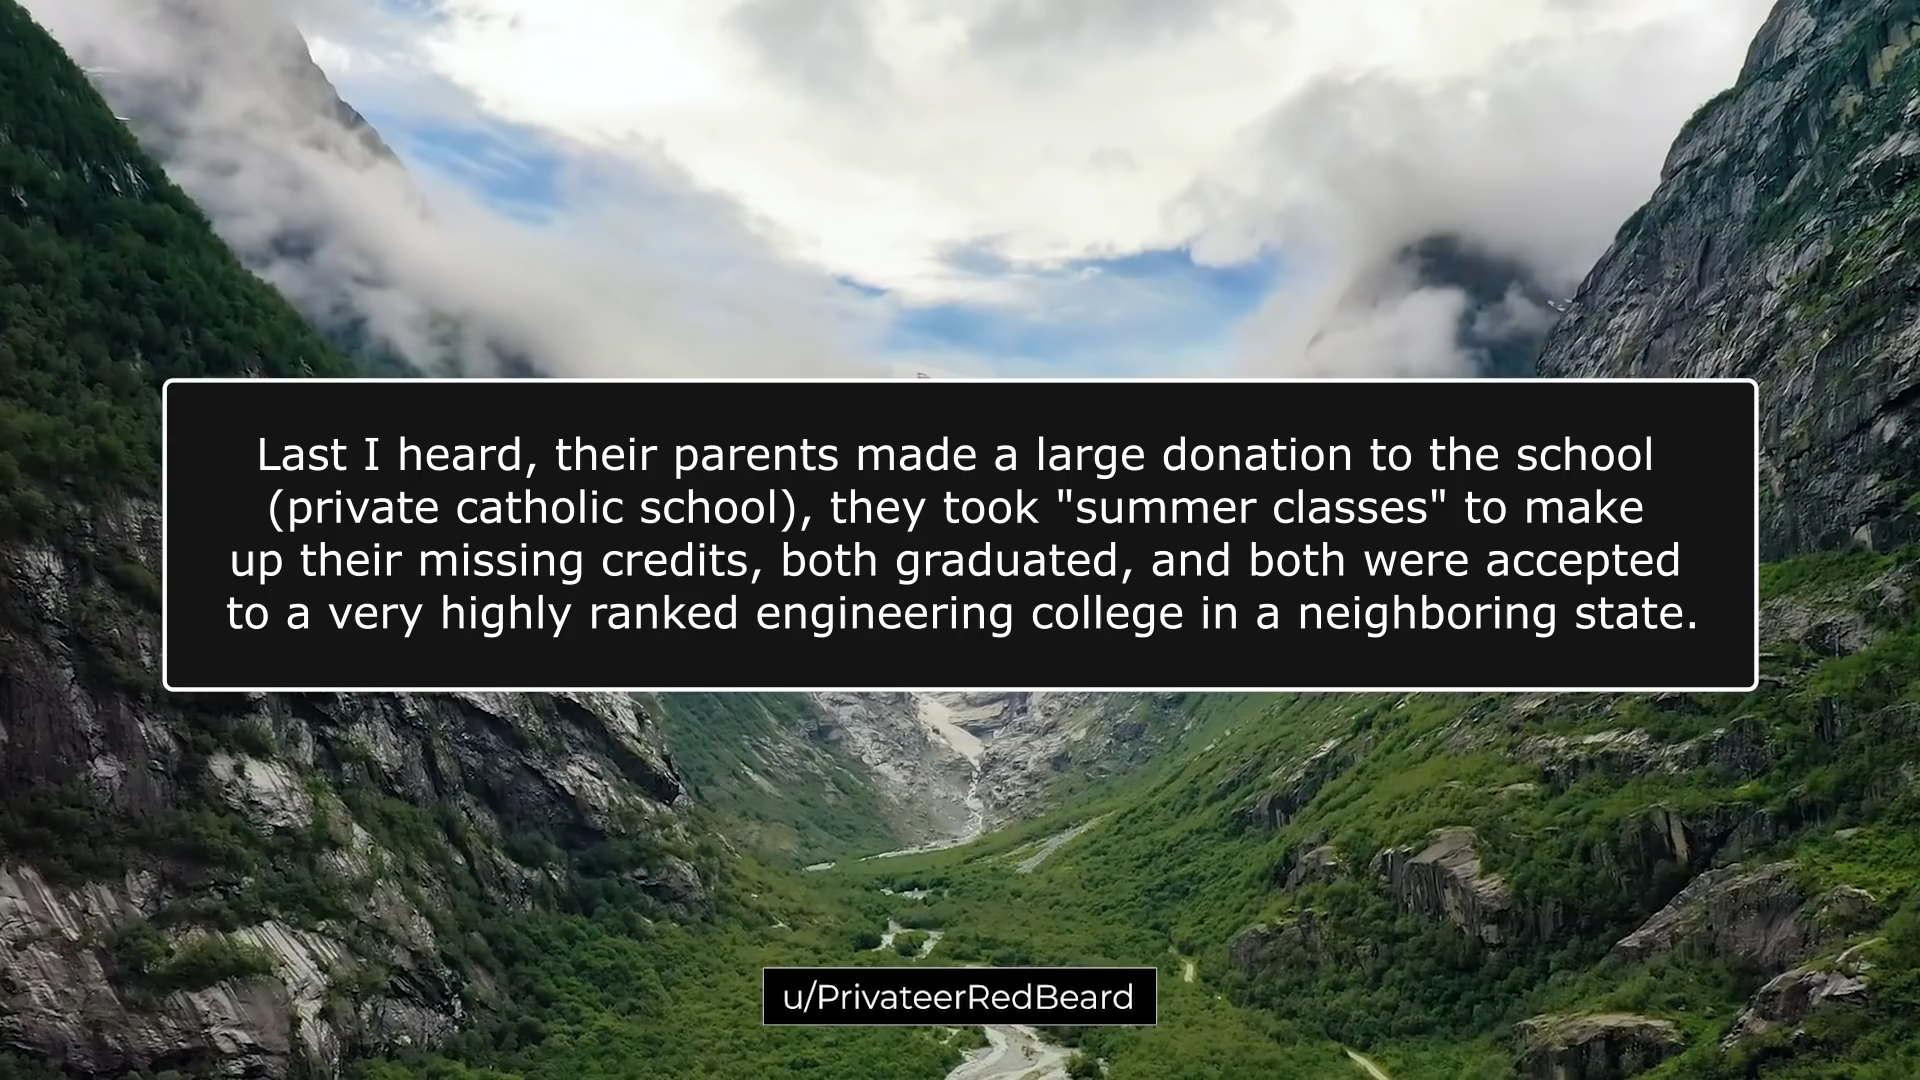 Last I heard, their parents made a large donation to the school
(private catholic school), they took "summer classes" to make
up their missing credits, both graduated, and both were accepted
to a very highly ranked engineering college in a neighboring state.
u/PrivateerRedBeard